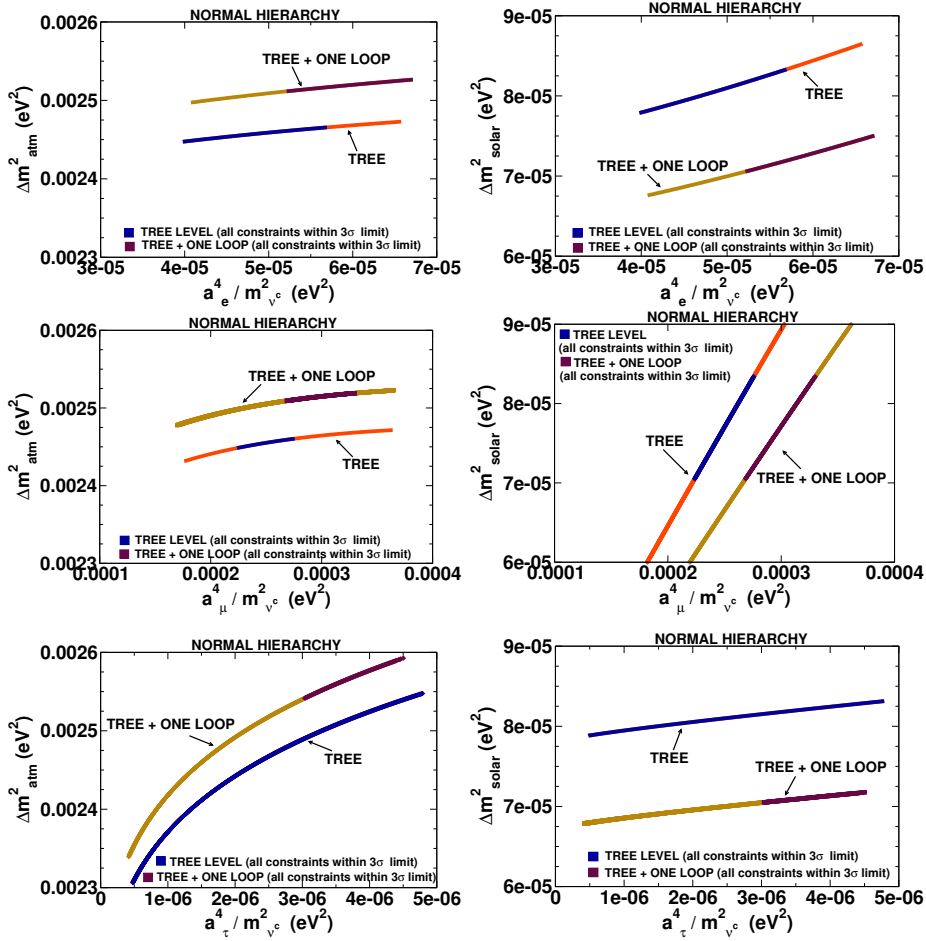 NORMAL HIERARCHY
0.0026
0.0025
0.0024
0.0023
Δm²atm (eV²)
TREE + ONE LOOP
TREE
TREE LEVEL (all constraints within 3σ limit)
TREE + ONE LOOP (all constraints within 3σ limit)
3e-05 4e-05 5e-05 6e-05 7e-05
a⁴e / m²νᶜ (eV²)
NORMAL HIERARCHY
9e-05
8e-05
7e-05
6e-05
Δm²solar (eV²)
TREE
TREE + ONE LOOP
TREE LEVEL (all constraints within 3σ limit)
TREE + ONE LOOP (all constraints within 3σ limit)
3e-05 4e-05 5e-05 6e-05 7e-05
a⁴e / m²νᶜ (eV²)
NORMAL HIERARCHY
0.0026
0.0025
0.0024
0.0023
Δm²atm (eV²)
TREE + ONE LOOP
TREE
TREE LEVEL (all constraints within 3σ limit)
TREE + ONE LOOP (all constraints within 3σ limit)
0.0001 0.0002 0.0003 0.0004
a⁴μ / m²νᶜ (eV²)
NORMAL HIERARCHY
9e-05
8e-05
7e-05
6e-05
Δm²solar (eV²)
TREE LEVEL
(all constraints within 3σ limit)
TREE + ONE LOOP
(all constraints within 3σ limit)
TREE
TREE + ONE LOOP
0.0001 0.0002 0.0003 0.0004
a⁴μ / m²νᶜ (eV²)
NORMAL HIERARCHY
0.0026
0.0025
0.0024
0.0023
Δm²atm (eV²)
TREE + ONE LOOP
TREE
TREE LEVEL (all constraints within 3σ limit)
TREE + ONE LOOP (all constraints within 3σ limit)
0 1e-06 2e-06 3e-06 4e-06 5e-06
a⁴τ / m²νᶜ (eV²)
NORMAL HIERARCHY
9e-05
8e-05
7e-05
6e-05
Δm²solar (eV²)
TREE
TREE + ONE LOOP
TREE LEVEL (all constraints within 3σ limit)
TREE + ONE LOOP (all constraints within 3σ limit)
0 1e-06 2e-06 3e-06 4e-06 5e-06
a⁴τ / m²νᶜ (eV²)